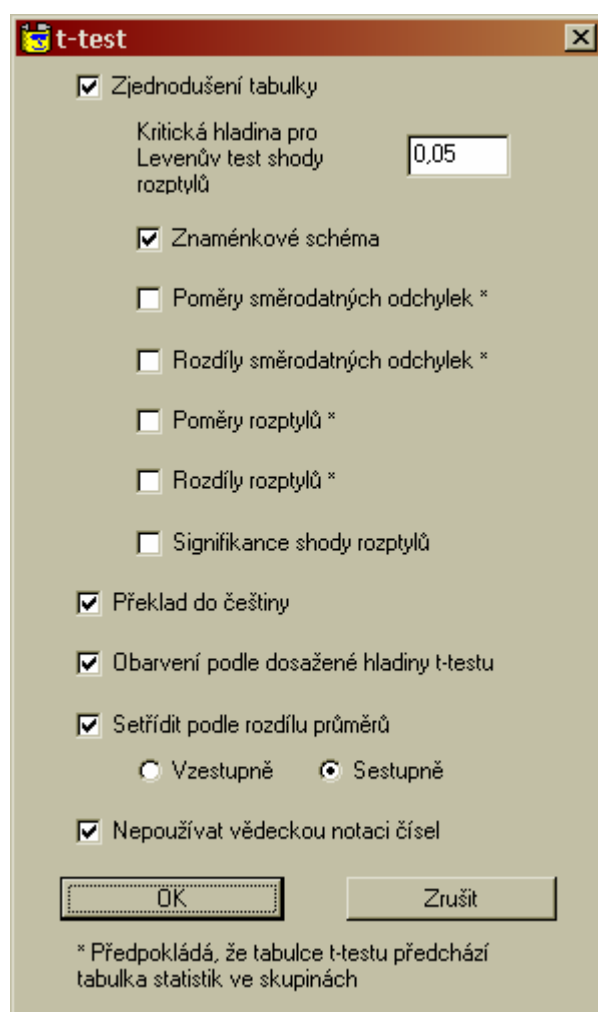 t-test
Zjednodušení tabulky
Kritická hladina pro
Levenův test shody
rozptylů
0,05
Znaménkové schéma
Poměry směrodatných odchylek *
Rozdíly směrodatných odchylek *
Poměry rozptylů *
Rozdíly rozptylů *
Signifikance shody rozptylů
Překlad do češtiny
Obarvení podle dosažené hladiny t-testu
Setřídit podle rozdílu průměrů
Vzestupně Sestupně
Nepoužívat vědeckou notaci čísel
OK Zrušit
* Předpokládá, že tabulce t-testu předchází
tabulka statistik ve skupinách